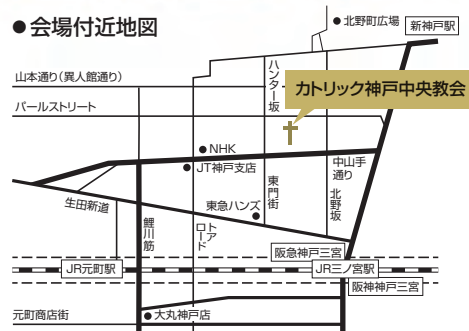 ●会場付近地図
●北野町広場
新神戸駅
山本通り(異人館通り)
ハンター坂
カトリック神戸中央教会
パールストリート
●NHK
●JT神戸支店
中山手通り
東門街
北野坂
生田新道
東急ハンズ●
鯉川筋
トアロード
阪急神戸三宮
JR元町駅
JR三ノ宮駅
阪神神戸三宮
元町商店街
●大丸神戸店